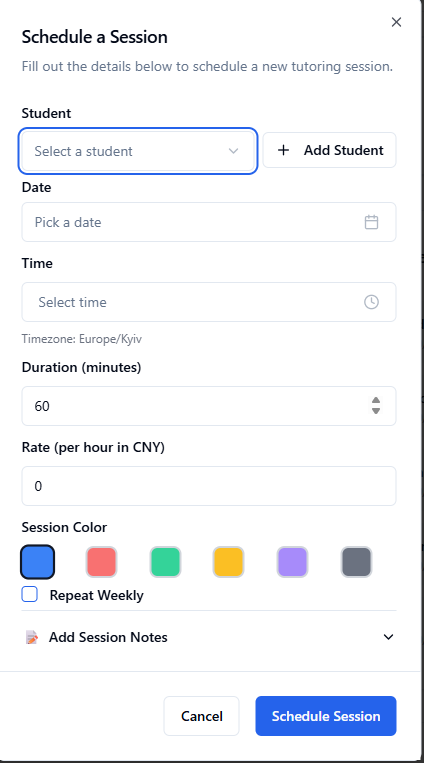 Schedule a Session
Fill out the details below to schedule a new tutoring session.
Student
Select a student
Add Student
Date
Pick a date
Time
Select time
Timezone: Europe/Kyiv
Duration (minutes)
60
Rate (per hour in CNY)
0
Session Color
Repeat Weekly
Add Session Notes
Cancel
Schedule Session